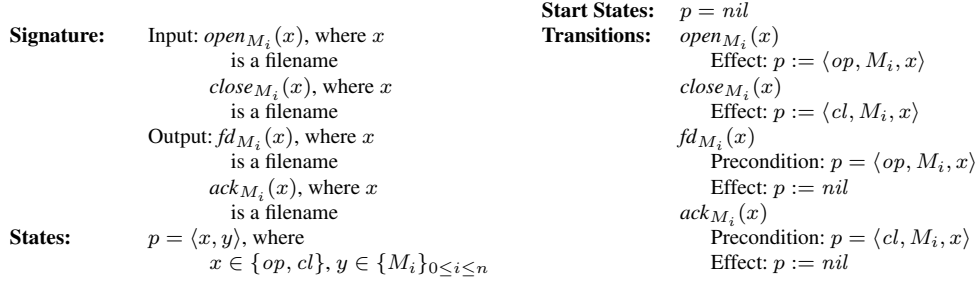 Signature: Input: open_{M_i}(x), where x
is a filename
close_{M_i}(x), where x
is a filename
Output: fd_{M_i}(x), where x
is a filename
ack_{M_i}(x), where x
is a filename
States: p = ⟨x, y⟩, where
x ∈ {op, cl}, y ∈ {M_i}_{0≤i≤n}
Start States: p = nil
Transitions: open_{M_i}(x)
Effect: p := ⟨op, M_i, x⟩
close_{M_i}(x)
Effect: p := ⟨cl, M_i, x⟩
fd_{M_i}(x)
Precondition: p = ⟨op, M_i, x⟩
Effect: p := nil
ack_{M_i}(x)
Precondition: p = ⟨cl, M_i, x⟩
Effect: p := nil